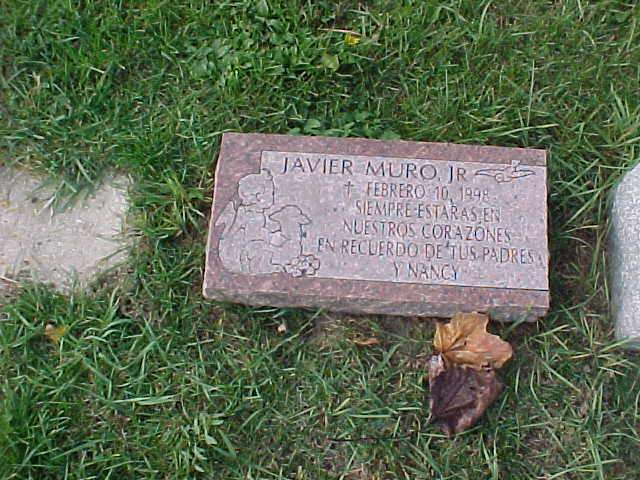 JAVIER MURO, JR
† FEBRERO 10, 1998
SIEMPRE ESTARAS EN
NUESTROS CORAZONES
EN RECUERDO DE TUS PADRES
Y NANCY